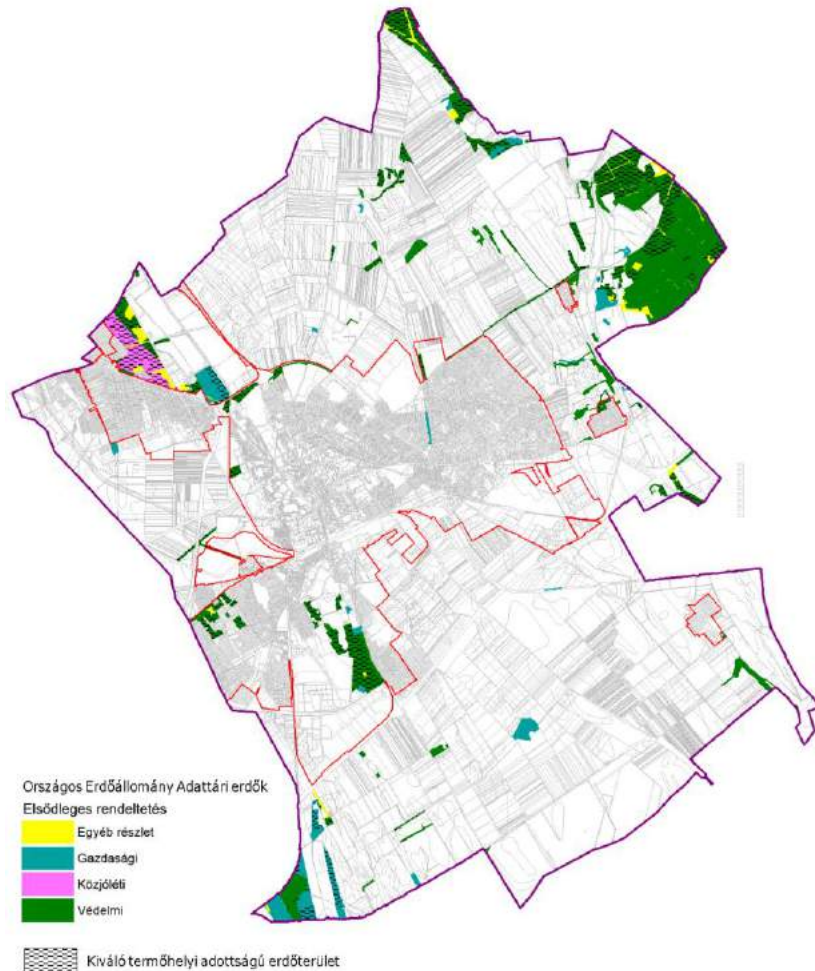 Országos Erdőállomány Adattári erdők
Elsődleges rendeltetés
Egyéb részlet
Gazdasági
Közjóléti
Védelmi
Kiváló termőhelyi adottságú erdőterület